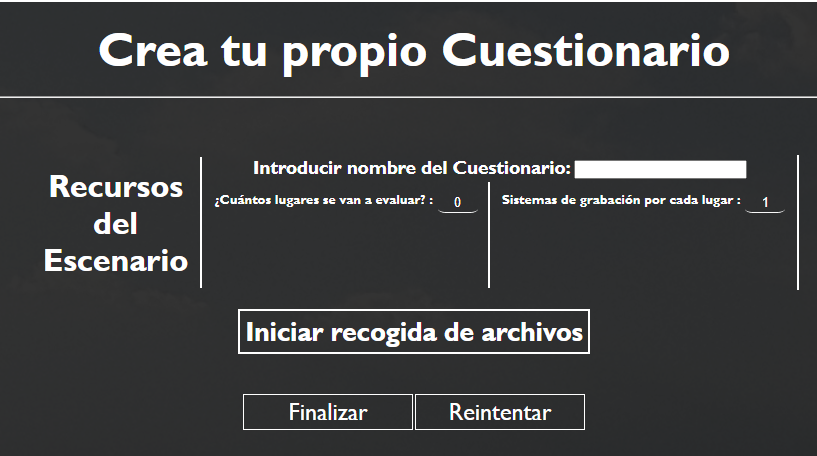 Crea tu propio Cuestionario
Recursos
del
Escenario
Introducir nombre del Cuestionario:
¿Cuántos lugares se van a evaluar? : 0
Sistemas de grabación por cada lugar : 1
Iniciar recogida de archivos
Finalizar
Reintentar